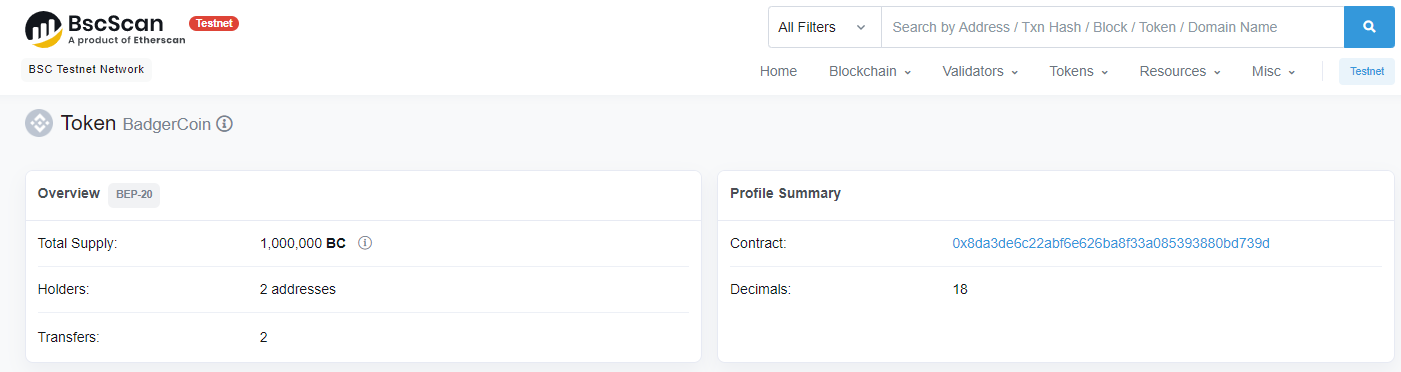 BscScan Testnet
A product of Etherscan
BSC Testnet Network
All Filters Search by Address / Txn Hash / Block / Token / Domain Name
Home Blockchain Validators Tokens Resources Misc Testnet
Token BadgerCoin
Overview BEP-20
Total Supply: 1,000,000 BC
Holders: 2 addresses
Transfers: 2
Profile Summary
Contract: 0x8da3de6c22abf6e626ba8f33a085393880bd739d
Decimals: 18